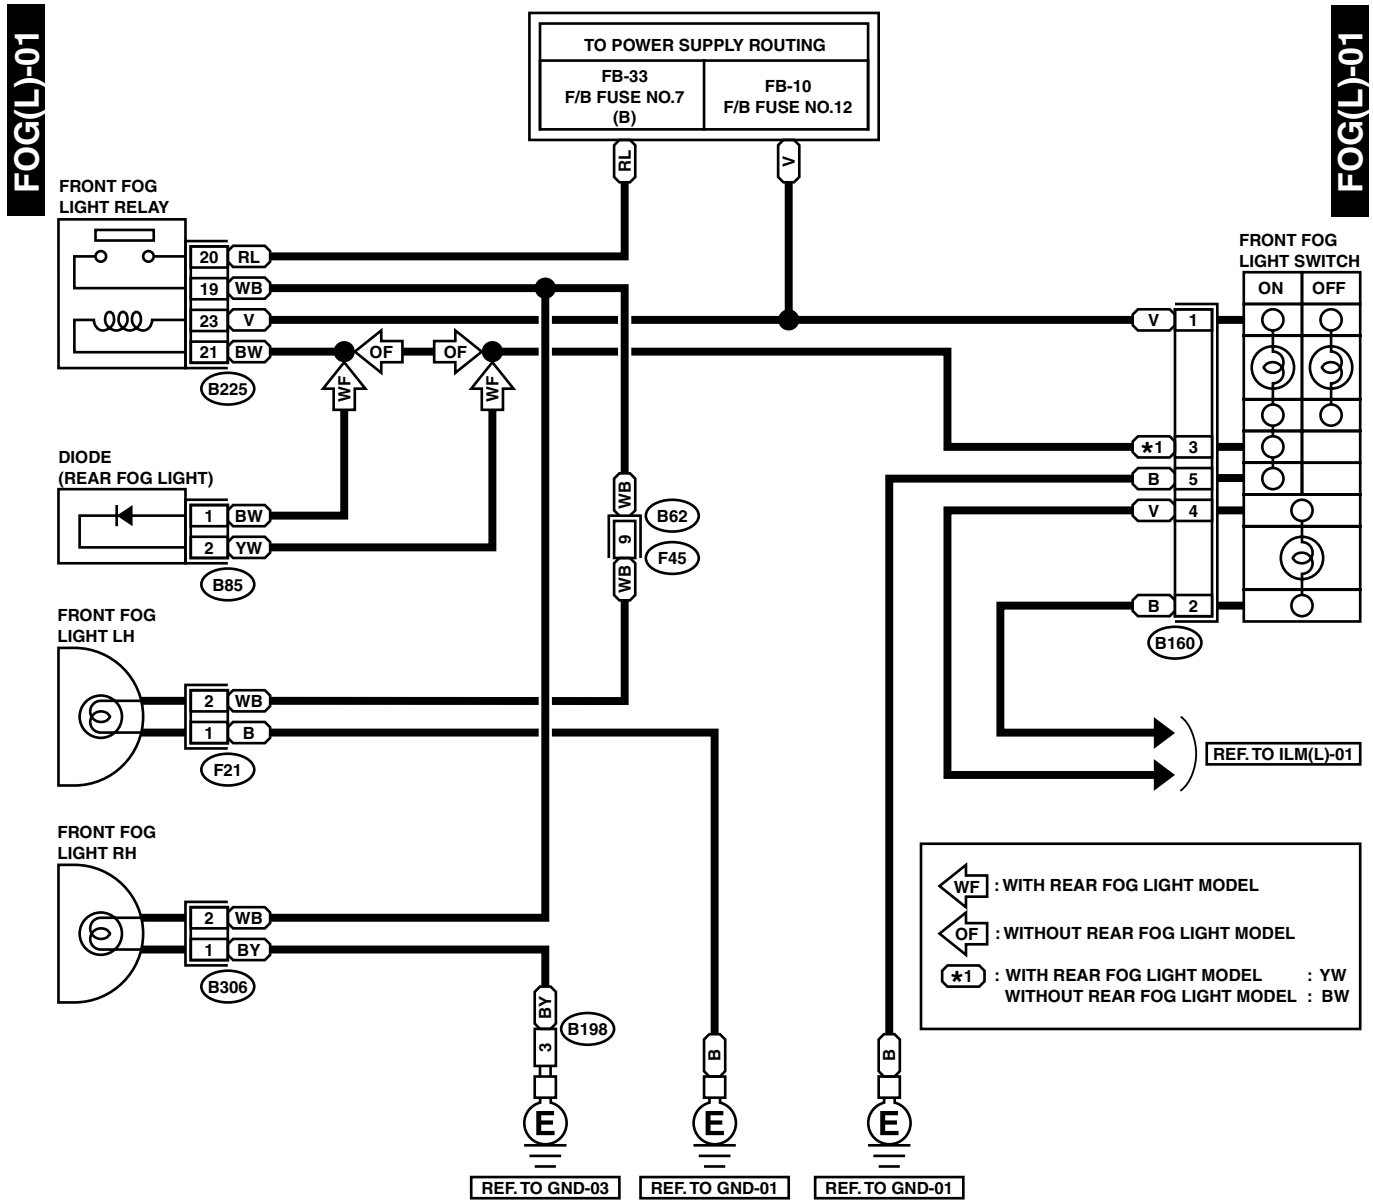 FOG(L)-01
FOG(L)-01
TO POWER SUPPLY ROUTING
FB-33
F/B FUSE NO.7
(B)
FB-10
F/B FUSE NO.12
RL
V
FRONT FOG
LIGHT RELAY
20 RL
19 WB
23 V
21 BW
B225
OF
OF
WF
WF
FRONT FOG
LIGHT SWITCH
ON OFF
V 1
*1 3
B 5
V 4
B 2
B160
DIODE
(REAR FOG LIGHT)
1 BW
2 YW
B85
WB
B62
9
F45
WB
FRONT FOG
LIGHT LH
2 WB
1 B
F21
REF. TO ILM(L)-01
FRONT FOG
LIGHT RH
2 WB
1 BY
B306
BY
B198
3
B
B
E
E
E
REF. TO GND-03
REF. TO GND-01
REF. TO GND-01
WF : WITH REAR FOG LIGHT MODEL
OF : WITHOUT REAR FOG LIGHT MODEL
*1 : WITH REAR FOG LIGHT MODEL : YW
WITHOUT REAR FOG LIGHT MODEL : BW